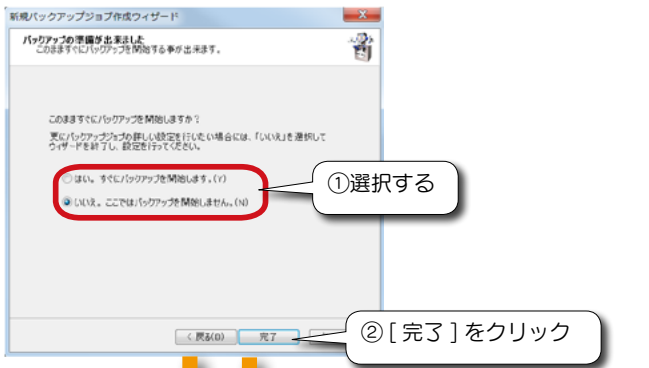 新規バックアップジョブ作成ウィザード
バックアップの準備が出来ました
このまますぐにバックアップを開始する事が出来ます。
このまますぐにバックアップを開始しますか?
更にバックアップジョブの詳しい設定を行いたい場合には、「いいえ」を選択して
ウィザードを終了し、設定を行ってください。
はい。すぐにバックアップを開始します。(Y)
いいえ。ここではバックアップを開始しません。(N)
①選択する
< 戻る(B)
完了
②[完了]をクリック